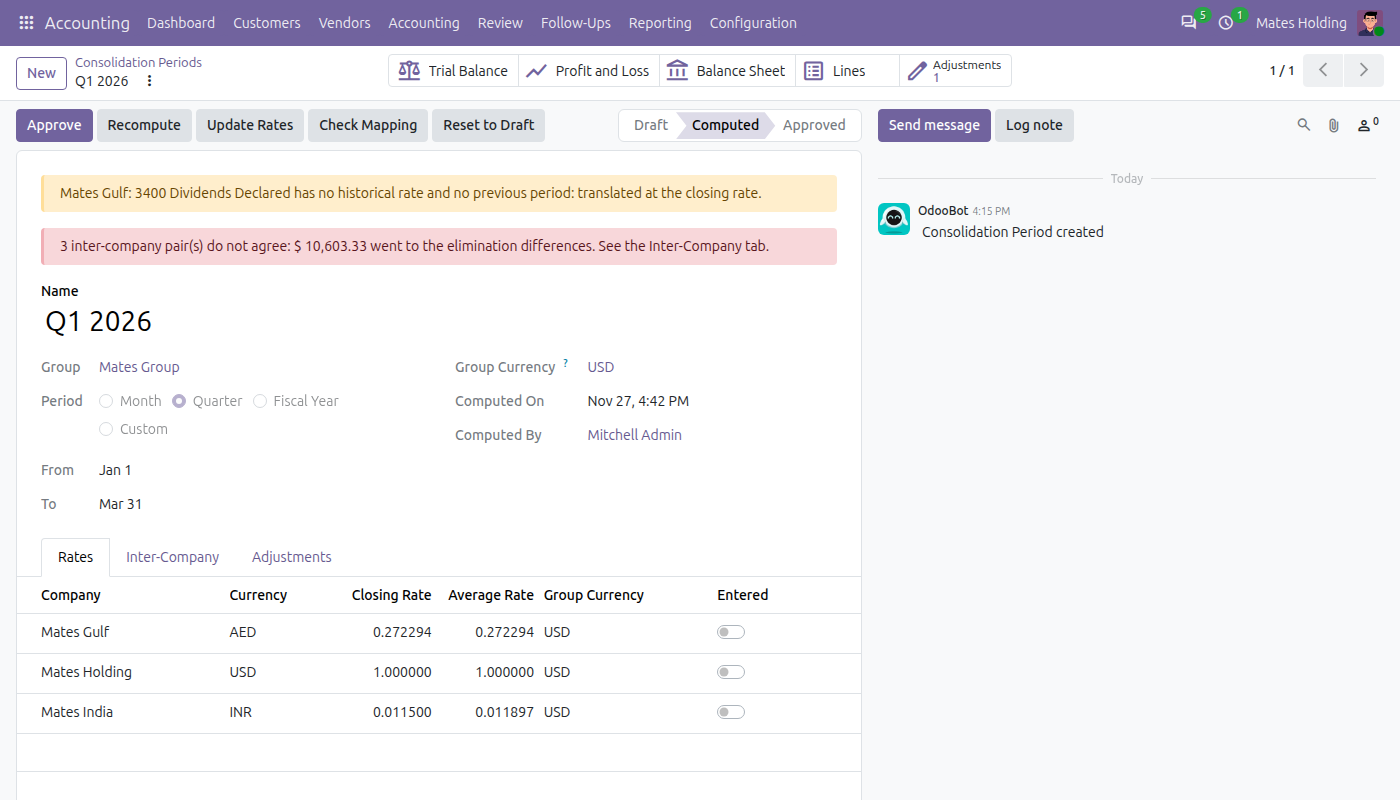 Accounting Dashboard Customers Vendors Accounting Review Follow-Ups Reporting Configuration 5 1 Mates Holding
New Consolidation Periods
Q1 2026
Trial Balance Profit and Loss Balance Sheet Lines Adjustments 1
1 / 1
Approve Recompute Update Rates Check Mapping Reset to Draft Draft Computed Approved
Send message Log note 0
Mates Gulf: 3400 Dividends Declared has no historical rate and no previous period: translated at the closing rate.
3 inter-company pair(s) do not agree: $ 10,603.33 went to the elimination differences. See the Inter-Company tab.
Name
Q1 2026
Group Mates Group Group Currency ? USD
Period Month Quarter Fiscal Year Computed On Nov 27, 4:42 PM
Custom Computed By Mitchell Admin
From Jan 1
To Mar 31
Rates Inter-Company Adjustments
Company Currency Closing Rate Average Rate Group Currency Entered
Mates Gulf AED 0.272294 0.272294 USD
Mates Holding USD 1.000000 1.000000 USD
Mates India INR 0.011500 0.011897 USD
Today
OdooBot 4:15 PM
Consolidation Period created